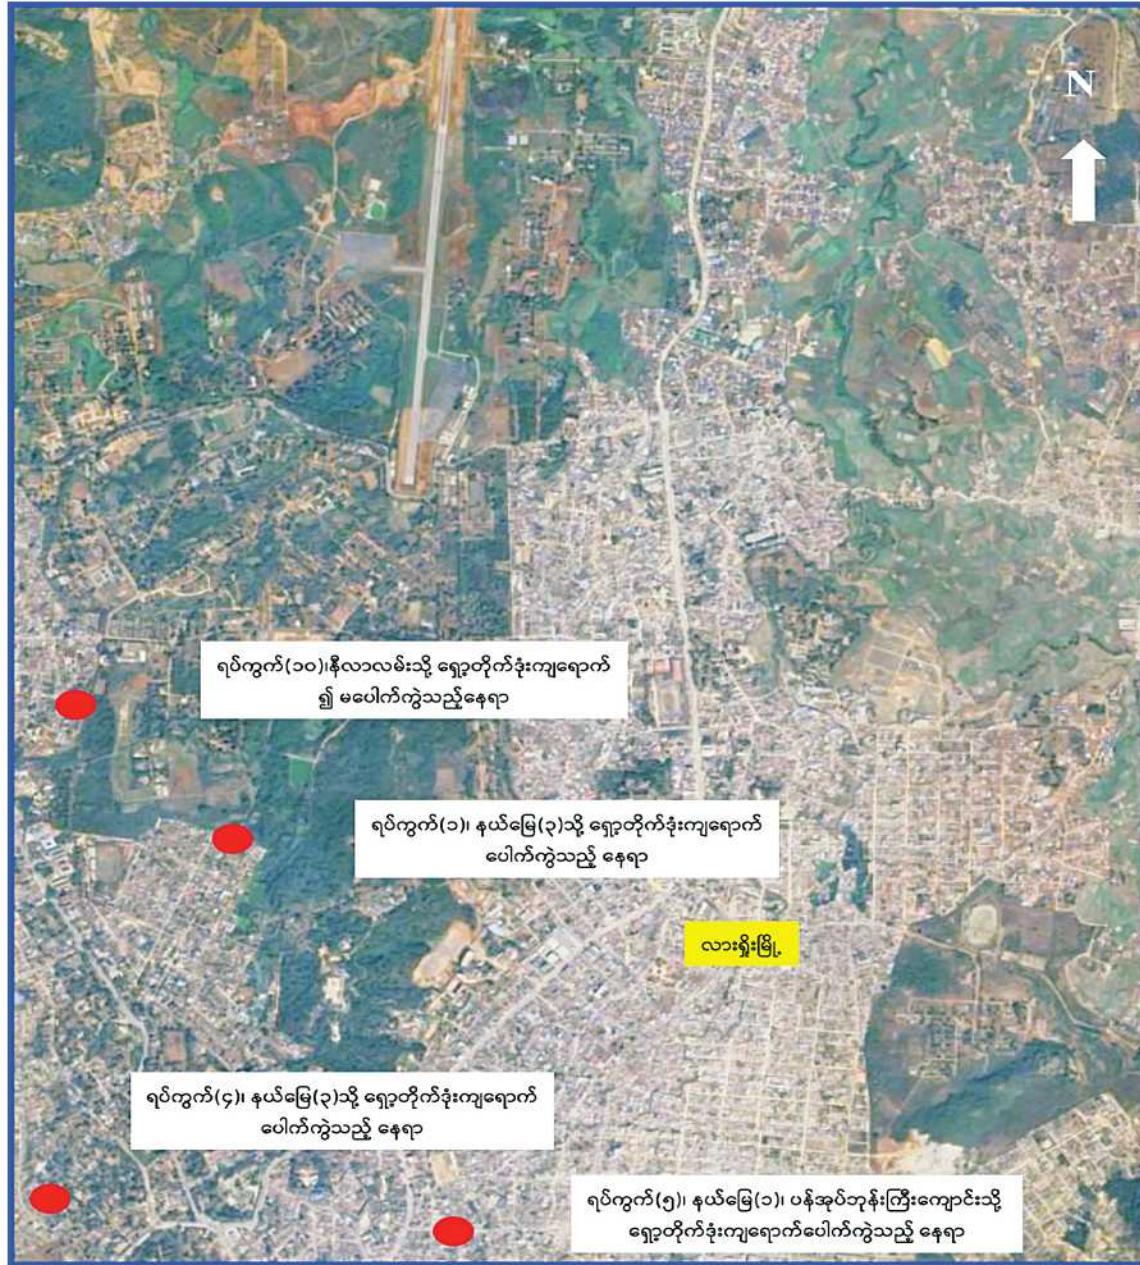 N
ရပ်ကွက်(၁၀)၊နီလာလမ်းသို့ ရှော့တိုက်ဒုံးကျရောက်
၍ မပေါက်ကွဲသည့်နေရာ
ရပ်ကွက်(၁)၊ နယ်မြေ(၃)သို့ ရှော့တိုက်ဒုံးကျရောက်
ပေါက်ကွဲသည့် နေရာ
လားရှိုးမြို့
ရပ်ကွက်(၄)၊ နယ်မြေ(၃)သို့ ရှော့တိုက်ဒုံးကျရောက်
ပေါက်ကွဲသည့် နေရာ
ရပ်ကွက်(၅)၊ နယ်မြေ(၁)၊ ပန်အုပ်ဘုန်းကြီးကျောင်းသို့
ရှော့တိုက်ဒုံးကျရောက်ပေါက်ကွဲသည့် နေရာ